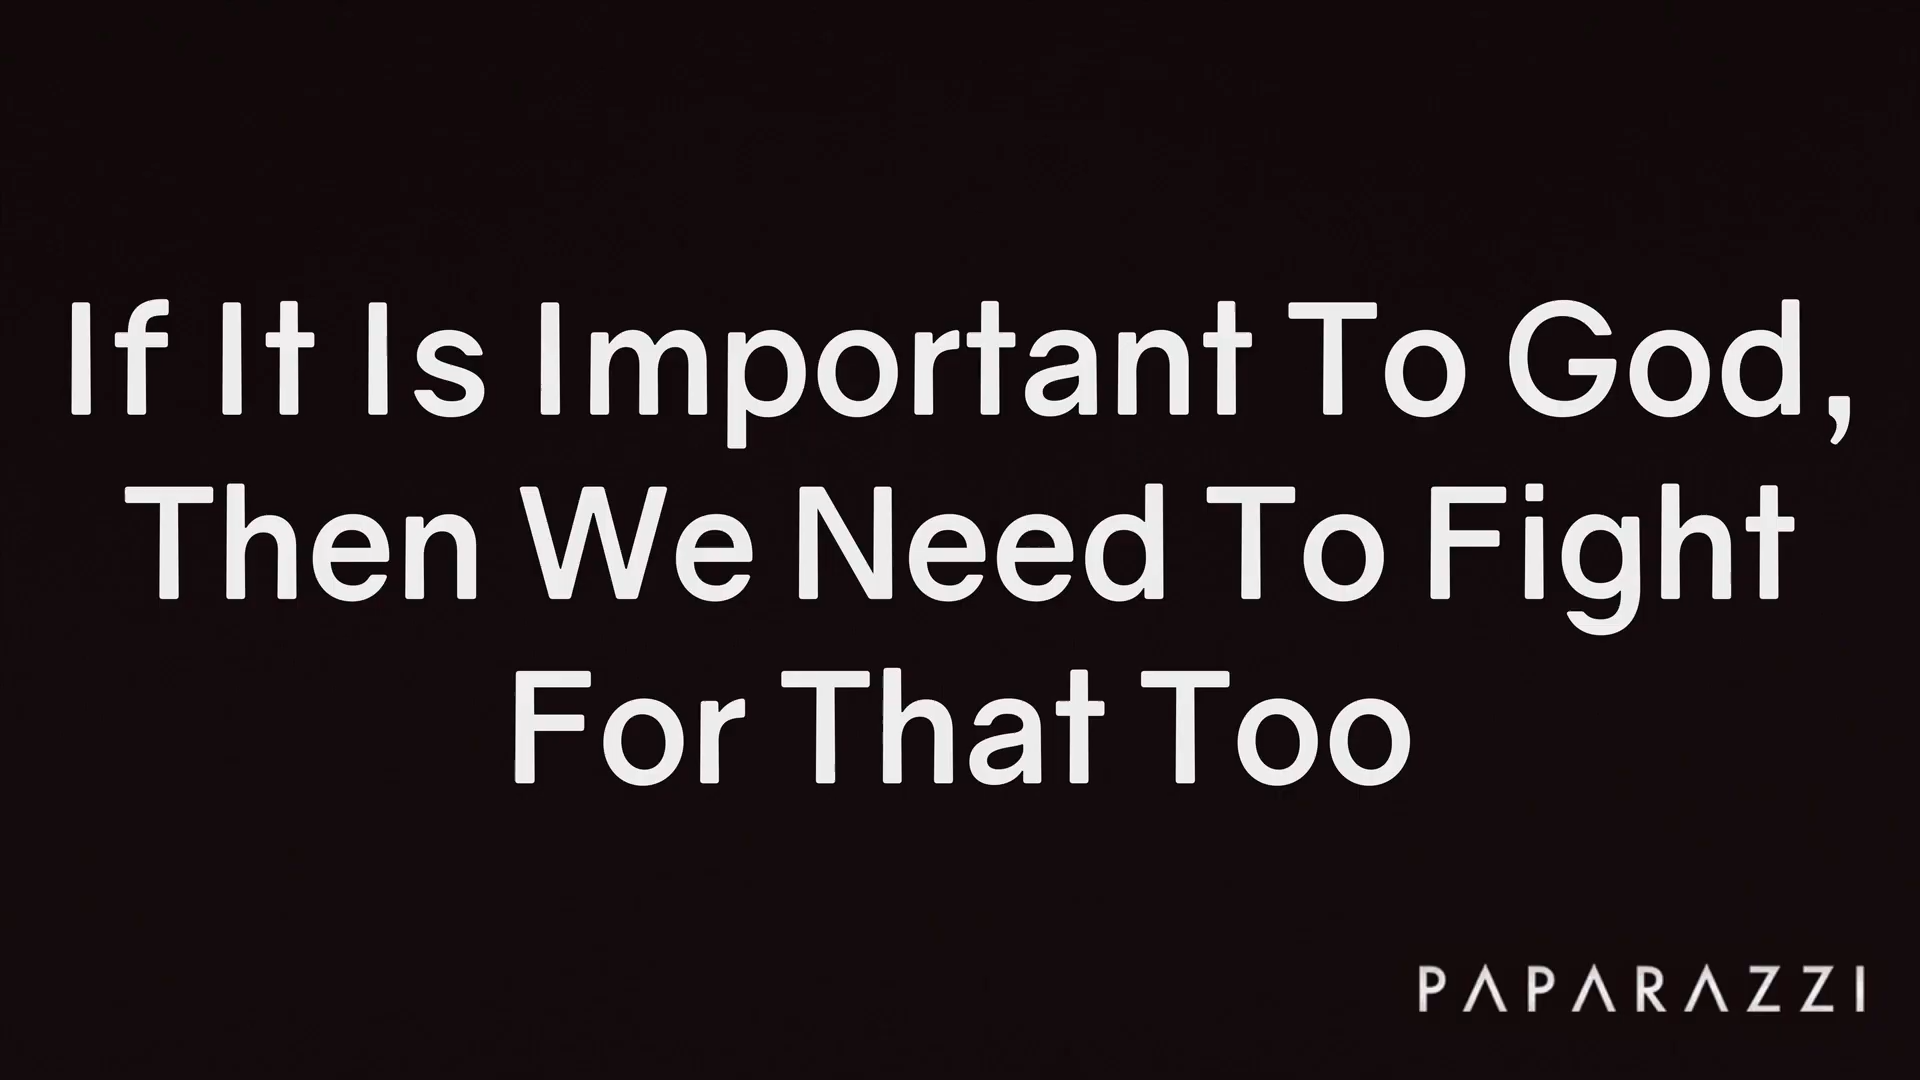 If It Is Important To God,
Then We Need To Fight
For That Too
PAPARAZZI